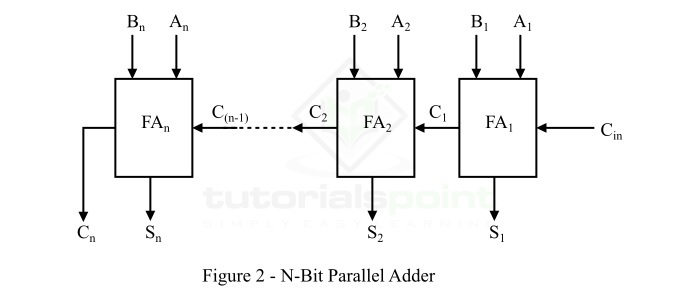 Bₙ Aₙ B₂ A₂ B₁ A₁
FAₙ C₍ₙ₋₁₎ C₂ FA₂ C₁ FA₁ Cᵢₙ
tutorialspoint
SIMPLY EASY LEARNING
Cₙ Sₙ S₂ S₁
Figure 2 - N-Bit Parallel Adder